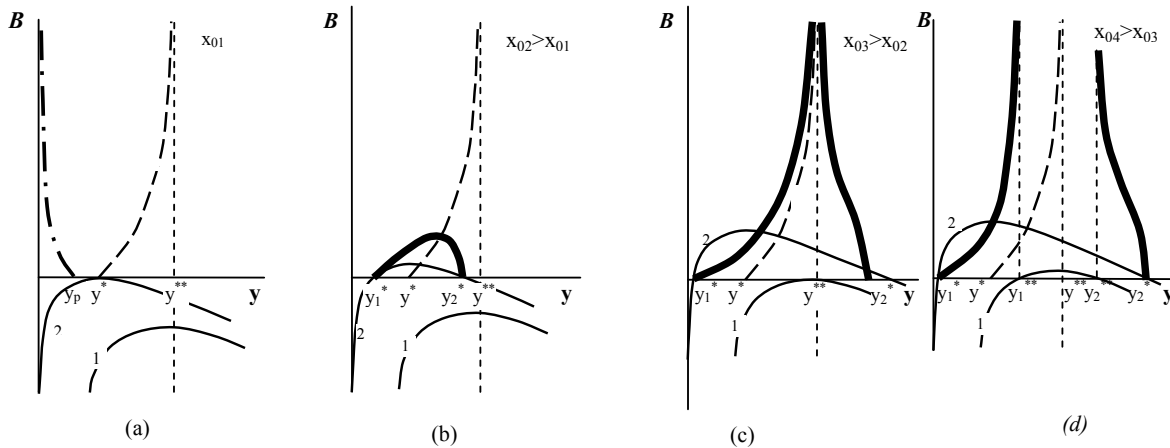 B
x01
yp y* y** y
2
1
(a)
B
x02>x01
y1* y* y2* y** y
2
1
(b)
B
x03>x02
2
y1* y* y** y2* y
1
(c)
B
x04>x03
2
y1* y* y1** y** y2** y2* y
1
(d)